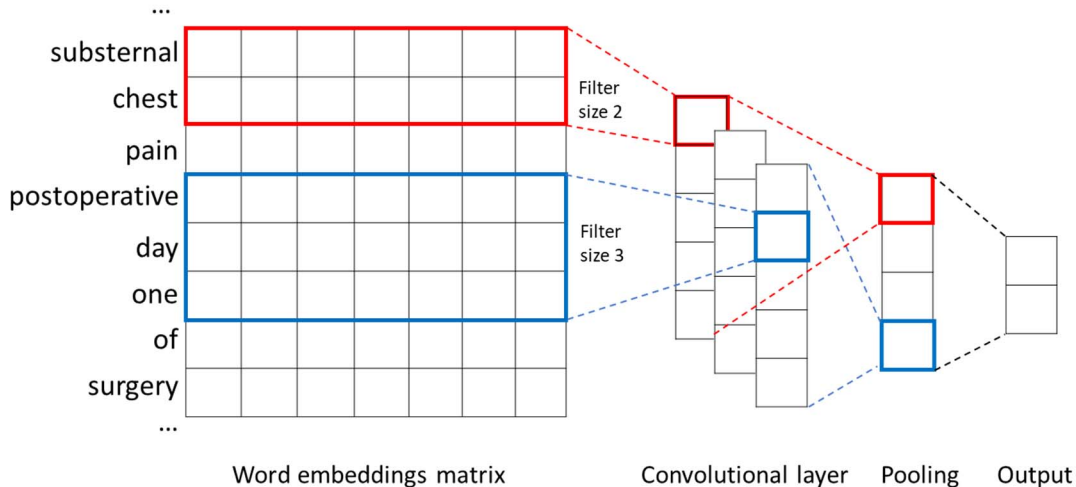 ...
substernal
chest
pain
postoperative
day
one
of
surgery
...
Filter
size 2
Filter
size 3
Word embeddings matrix
Convolutional layer
Pooling
Output